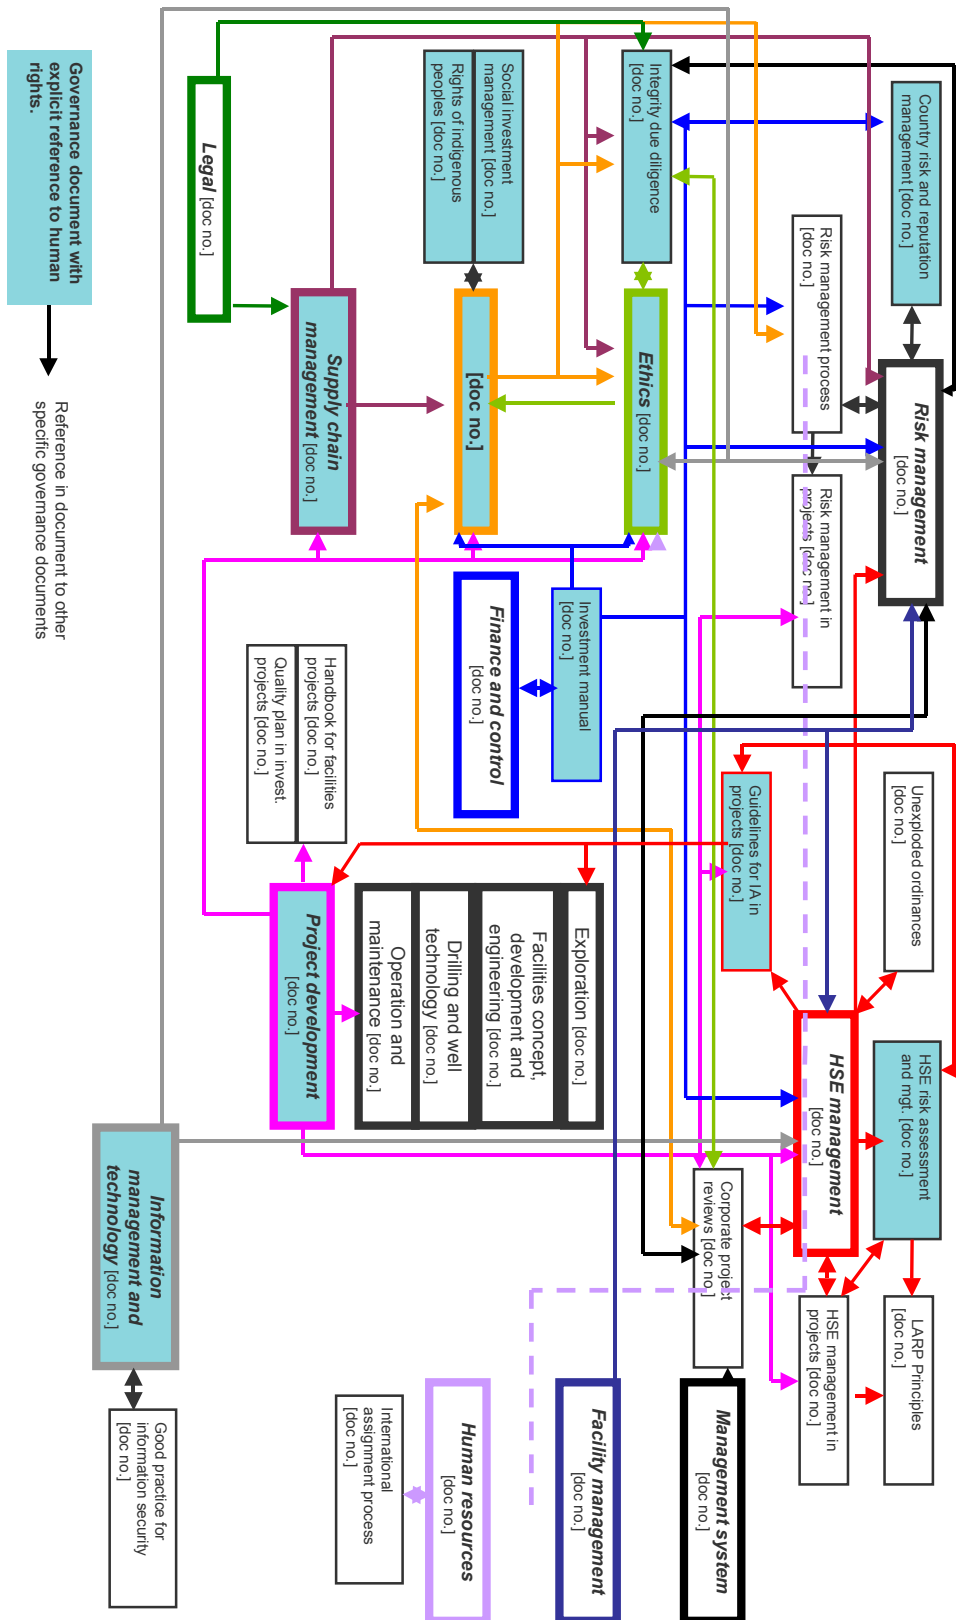 Country risk and reputation
management [doc no.]
Risk management
[doc no.]
Unexploded ordinances
[doc no.]
HSE risk assessment
and mgt. [doc no.]
LARP Principles
[doc no.]
Risk management process
[doc no.]
Risk management in
projects [doc no.]
HSE management
[doc no.]
HSE management in
projects [doc no.]
Integrity due diligence
[doc no.]
Ethics [doc no.]
Investment manual
[doc no.]
Guidelines for IA in
projects [doc no.]
Corporate project
reviews [doc no.]
Management system
[doc no.]
Social investment
management [doc no.]
Rights of indigenous
peoples [doc no.]
[doc no.]
Finance and control
[doc no.]
Exploration [doc no.]
Facilities concept,
development and
engineering [doc no.]
Drilling and well
technology [doc no.]
Operation and
maintenance [doc no.]
Facility management
[doc no.]
Human resources
[doc no.]
International
assignment process
[doc no.]
Legal [doc no.]
Supply chain
management [doc no.]
Handbook for facilities
projects [doc no.]
Quality plan in invest.
projects [doc no.]
Project development
[doc no.]
Information
management and
technology [doc no.]
Good practice for
information security
[doc no.]
Governance document with
explicit reference to human
rights.
Reference in document to other
specific governance documents